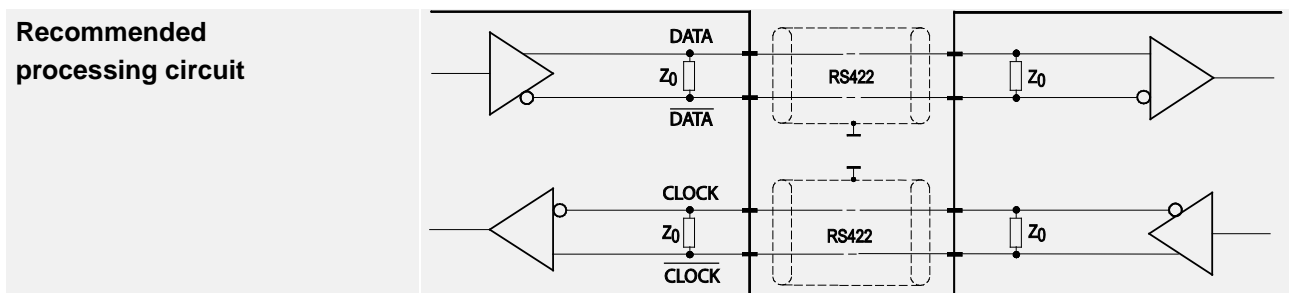 Recommended
processing circuit
DATA
Z0
RS422
Z0
DATA
CLOCK
Z0
RS422
Z0
CLOCK